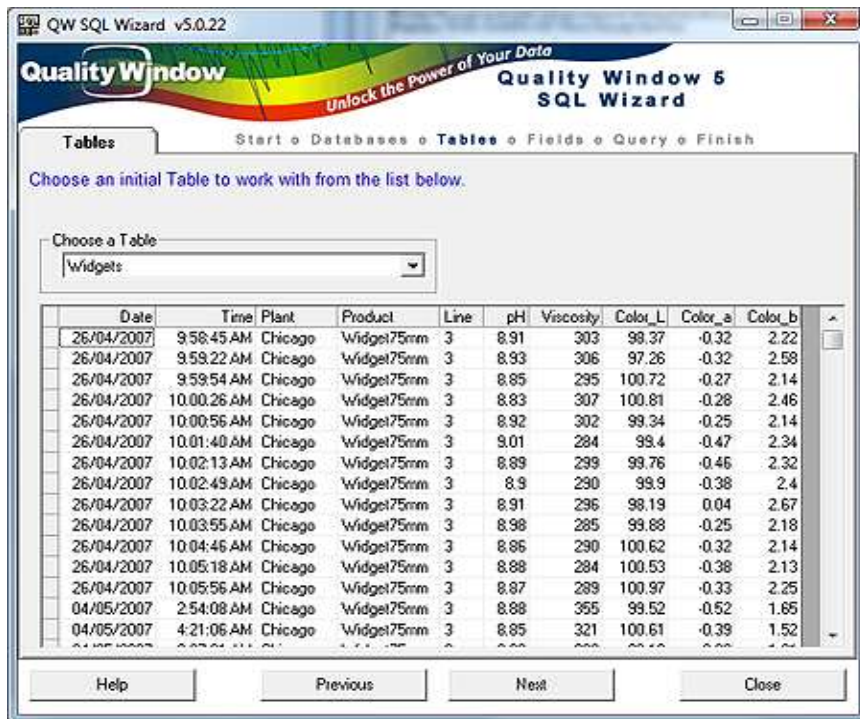 QW SQL Wizard v5.0.22
Quality Window
Unlock the Power of Your Data
Quality Window 5
SQL Wizard
Tables
Start o Databases o Tables o Fields o Query o Finish
Choose an initial Table to work with from the list below.
Choose a Table
Widgets
Date Time Plant Product Line pH Viscosity Color_L Color_a Color_b
26/04/2007 9:58:45 AM Chicago Widget75mm 3 8.91 303 98.37 -0.32 2.22
26/04/2007 9:59:22 AM Chicago Widget75mm 3 8.93 306 97.26 -0.32 2.58
26/04/2007 9:59:54 AM Chicago Widget75mm 3 8.85 295 100.72 -0.27 2.14
26/04/2007 10:00:26 AM Chicago Widget75mm 3 8.83 307 100.81 -0.28 2.46
26/04/2007 10:00:56 AM Chicago Widget75mm 3 8.92 302 99.34 -0.25 2.14
26/04/2007 10:01:40 AM Chicago Widget75mm 3 9.01 284 99.4 -0.47 2.34
26/04/2007 10:02:13 AM Chicago Widget75mm 3 8.89 299 99.76 -0.46 2.32
26/04/2007 10:02:49 AM Chicago Widget75mm 3 8.9 290 99.9 -0.38 2.4
26/04/2007 10:03:22 AM Chicago Widget75mm 3 8.91 296 98.19 0.04 2.67
26/04/2007 10:03:55 AM Chicago Widget75mm 3 8.98 285 99.88 -0.25 2.18
26/04/2007 10:04:46 AM Chicago Widget75mm 3 8.86 290 100.62 -0.32 2.14
26/04/2007 10:05:18 AM Chicago Widget75mm 3 8.88 284 100.53 -0.38 2.13
26/04/2007 10:05:56 AM Chicago Widget75mm 3 8.87 289 100.97 -0.33 2.25
04/05/2007 2:54:08 AM Chicago Widget75mm 3 8.88 355 99.52 -0.52 1.65
04/05/2007 4:21:06 AM Chicago Widget75mm 3 8.85 321 100.61 -0.39 1.52
Help Previous Next Close